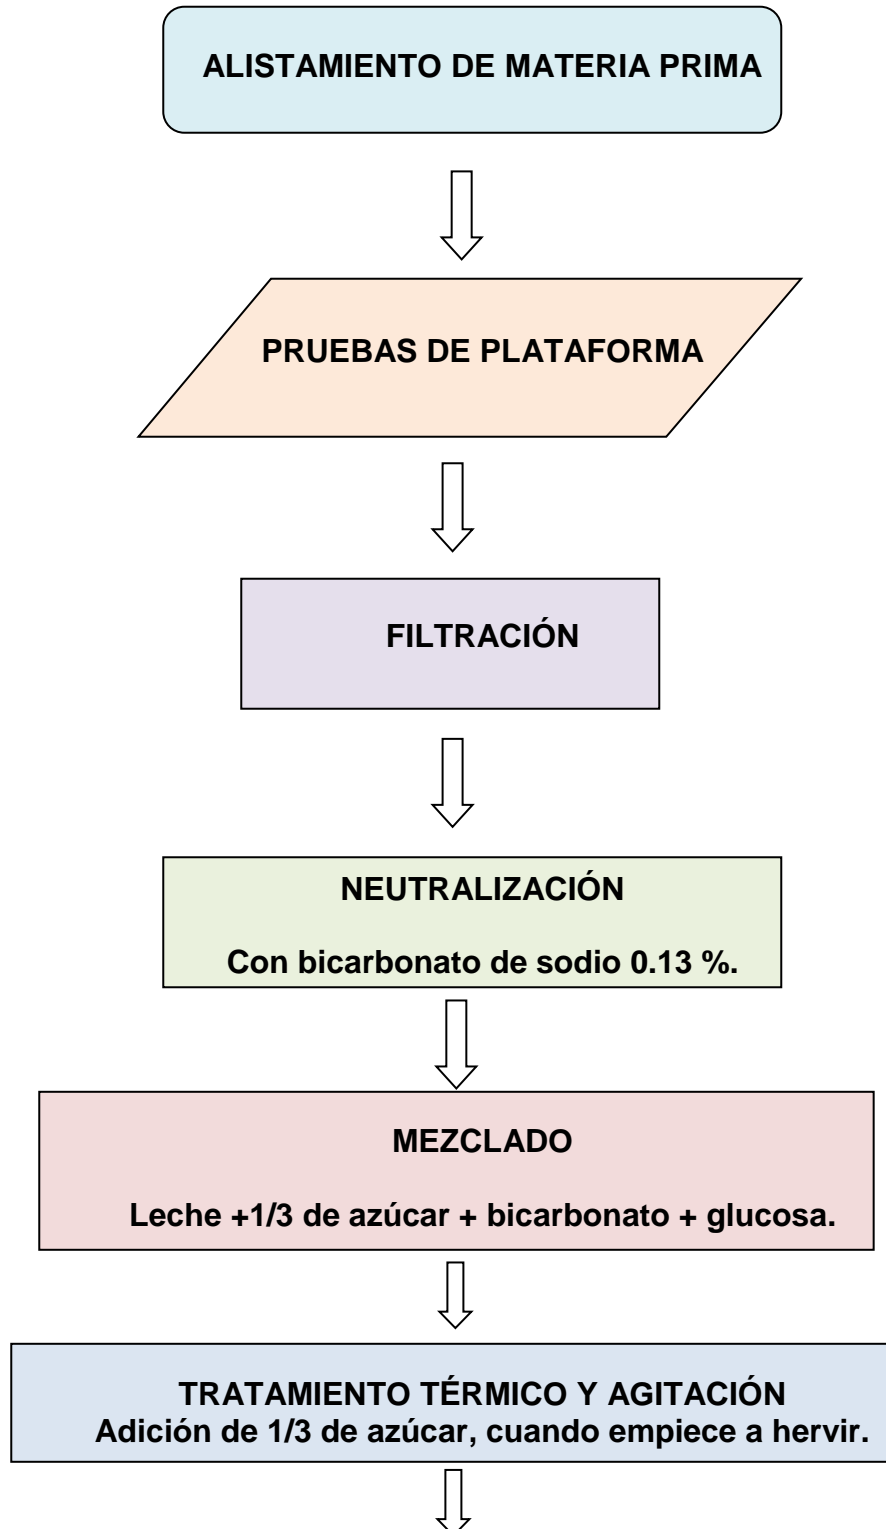 ALISTAMIENTO DE MATERIA PRIMA
PRUEBAS DE PLATAFORMA
FILTRACIÓN
NEUTRALIZACIÓN
Con bicarbonato de sodio 0.13 %.
MEZCLADO
Leche +1/3 de azúcar + bicarbonato + glucosa.
TRATAMIENTO TÉRMICO Y AGITACIÓN
Adición de 1/3 de azúcar, cuando empiece a hervir.